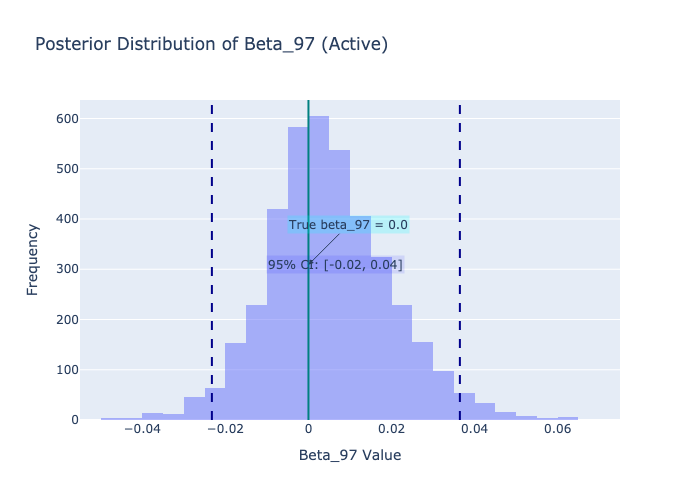 Posterior Distribution of Beta_97 (Active)
600
500
400
300
200
100
0
Frequency
True beta_97 = 0.0
95% CI: [-0.02, 0.04]
−0.04
−0.02
0
0.02
0.04
0.06
Beta_97 Value